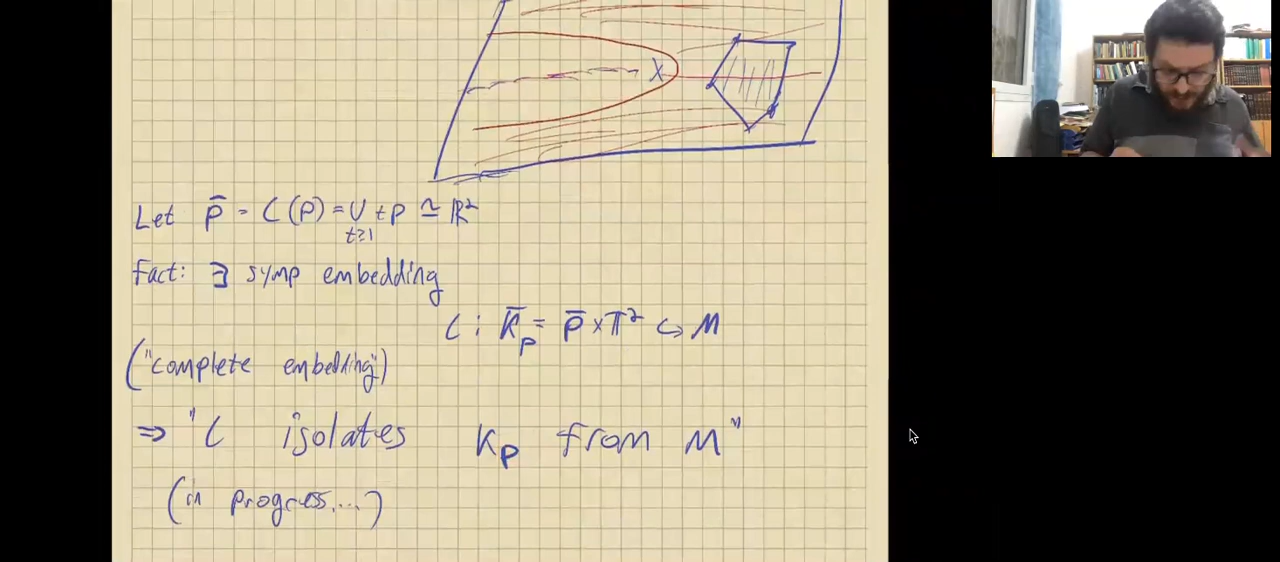 X
Let P̄ = ι(P) = ∪ tP ≅ ℝ²
t≥1
Fact: ∃ symp embedding
ι : K̄_P = P̄ × 𝕋² ↪ M
("complete embedding")
⇒ "ι isolates K_P from M"
(in progress....)